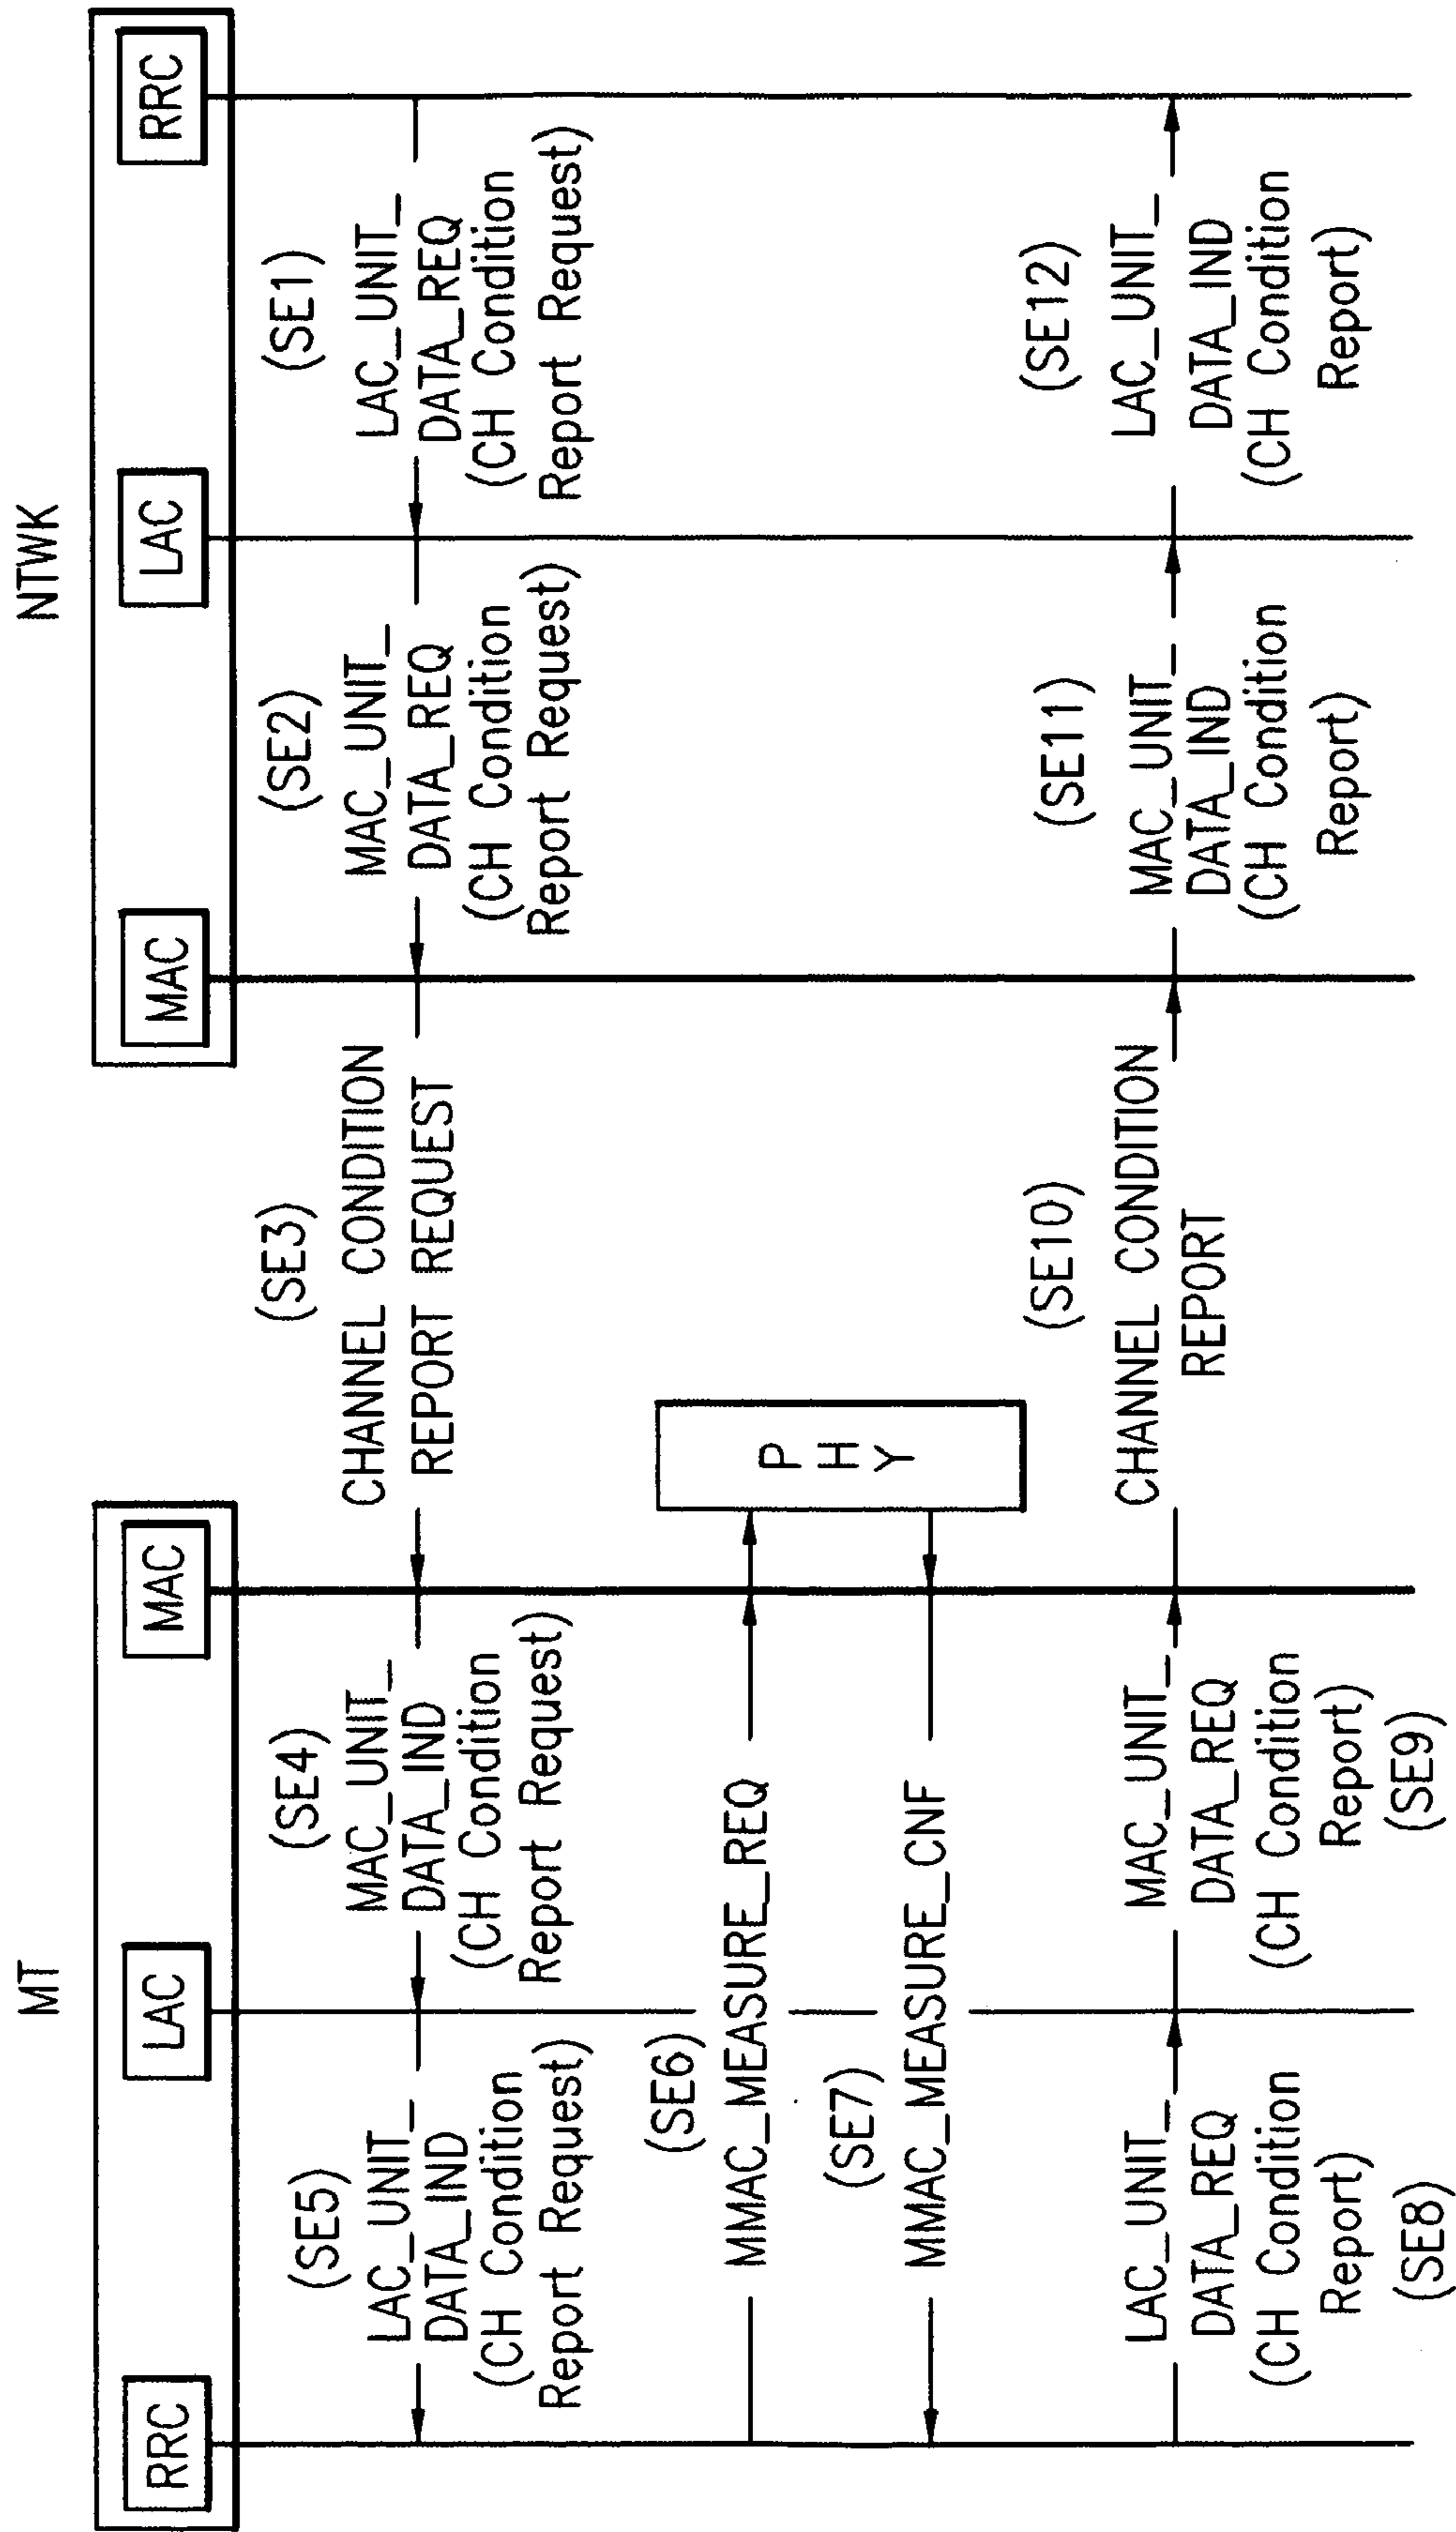 MT
NTWK
RRC
LAC
MAC
MAC
LAC
RRC
(SE1)
LAC_UNIT_
DATA_REQ
(CH Condition
Report Request)
(SE2)
MAC_UNIT_
DATA_REQ
(CH Condition
Report Request)
(SE3)
CHANNEL CONDITION
REPORT REQUEST
(SE4)
MAC_UNIT_
DATA_IND
(CH Condition
Report Request)
(SE5)
LAC_UNIT_
DATA_IND
(CH Condition
Report Request)
(SE6)
MMAC_MEASURE_REQ
PHY
(SE7)
MMAC_MEASURE_CNF
LAC_UNIT_
DATA_REQ
(CH Condition
Report)
(SE8)
MAC_UNIT_
DATA_REQ
(CH Condition
Report)
(SE9)
(SE10)
CHANNEL CONDITION
REPORT
(SE11)
MAC_UNIT_
DATA_IND
(CH Condition
Report)
(SE12)
LAC_UNIT_
DATA_IND
(CH Condition
Report)